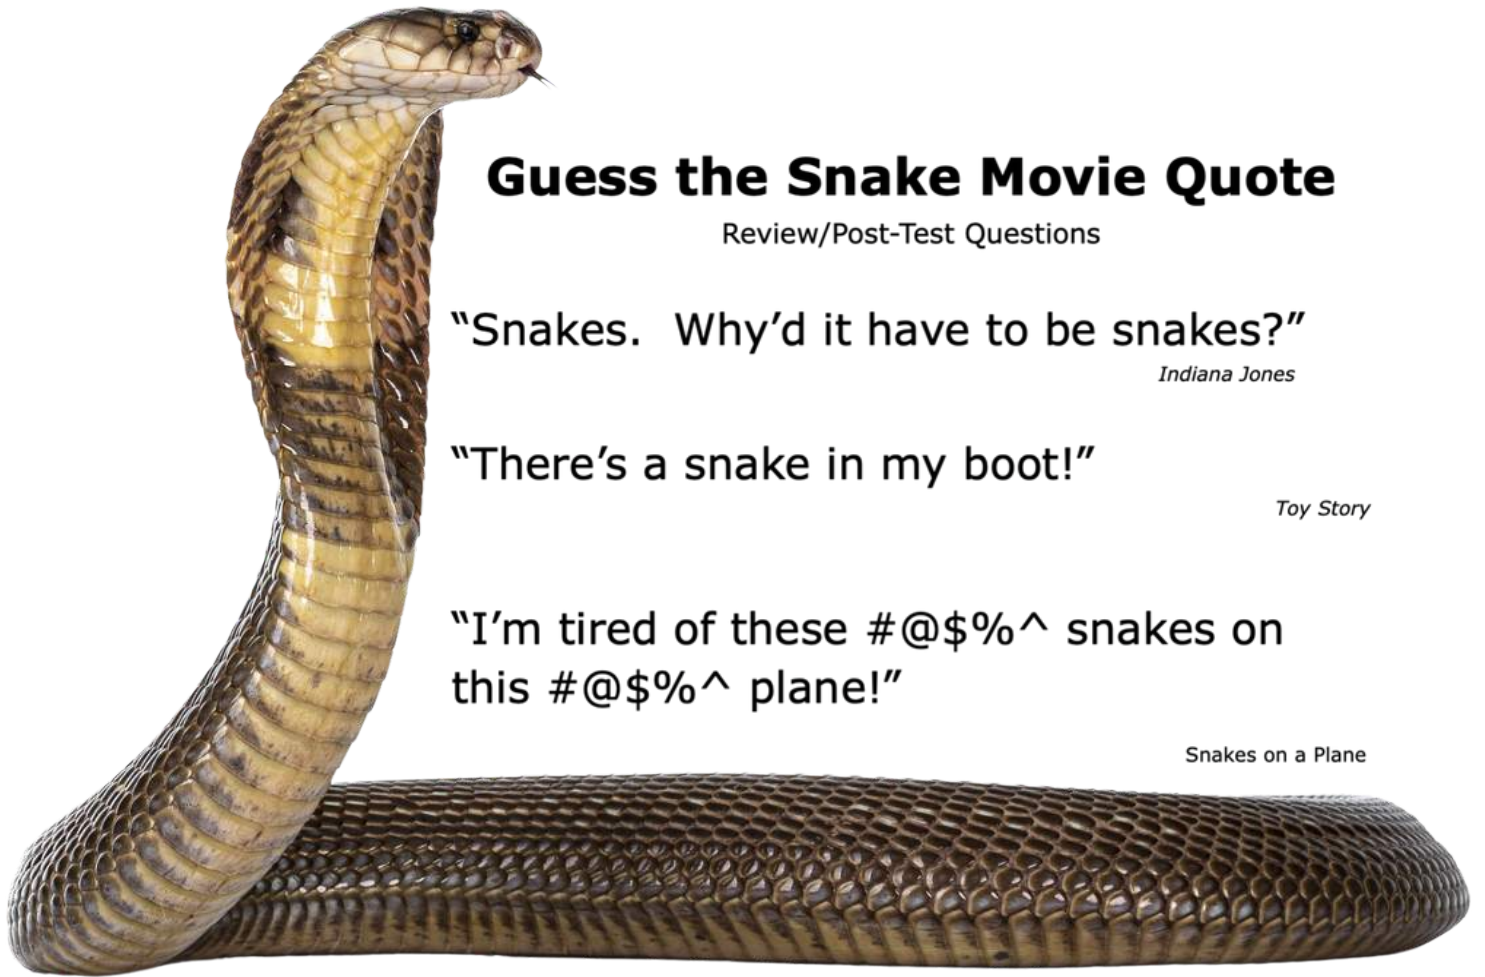 Guess the Snake Movie Quote
Review/Post-Test Questions
“Snakes.  Why’d it have to be snakes?”
Indiana Jones
“There’s a snake in my boot!”
Toy Story
“I’m tired of these #@$%^ snakes on
this #@$%^ plane!”
Snakes on a Plane